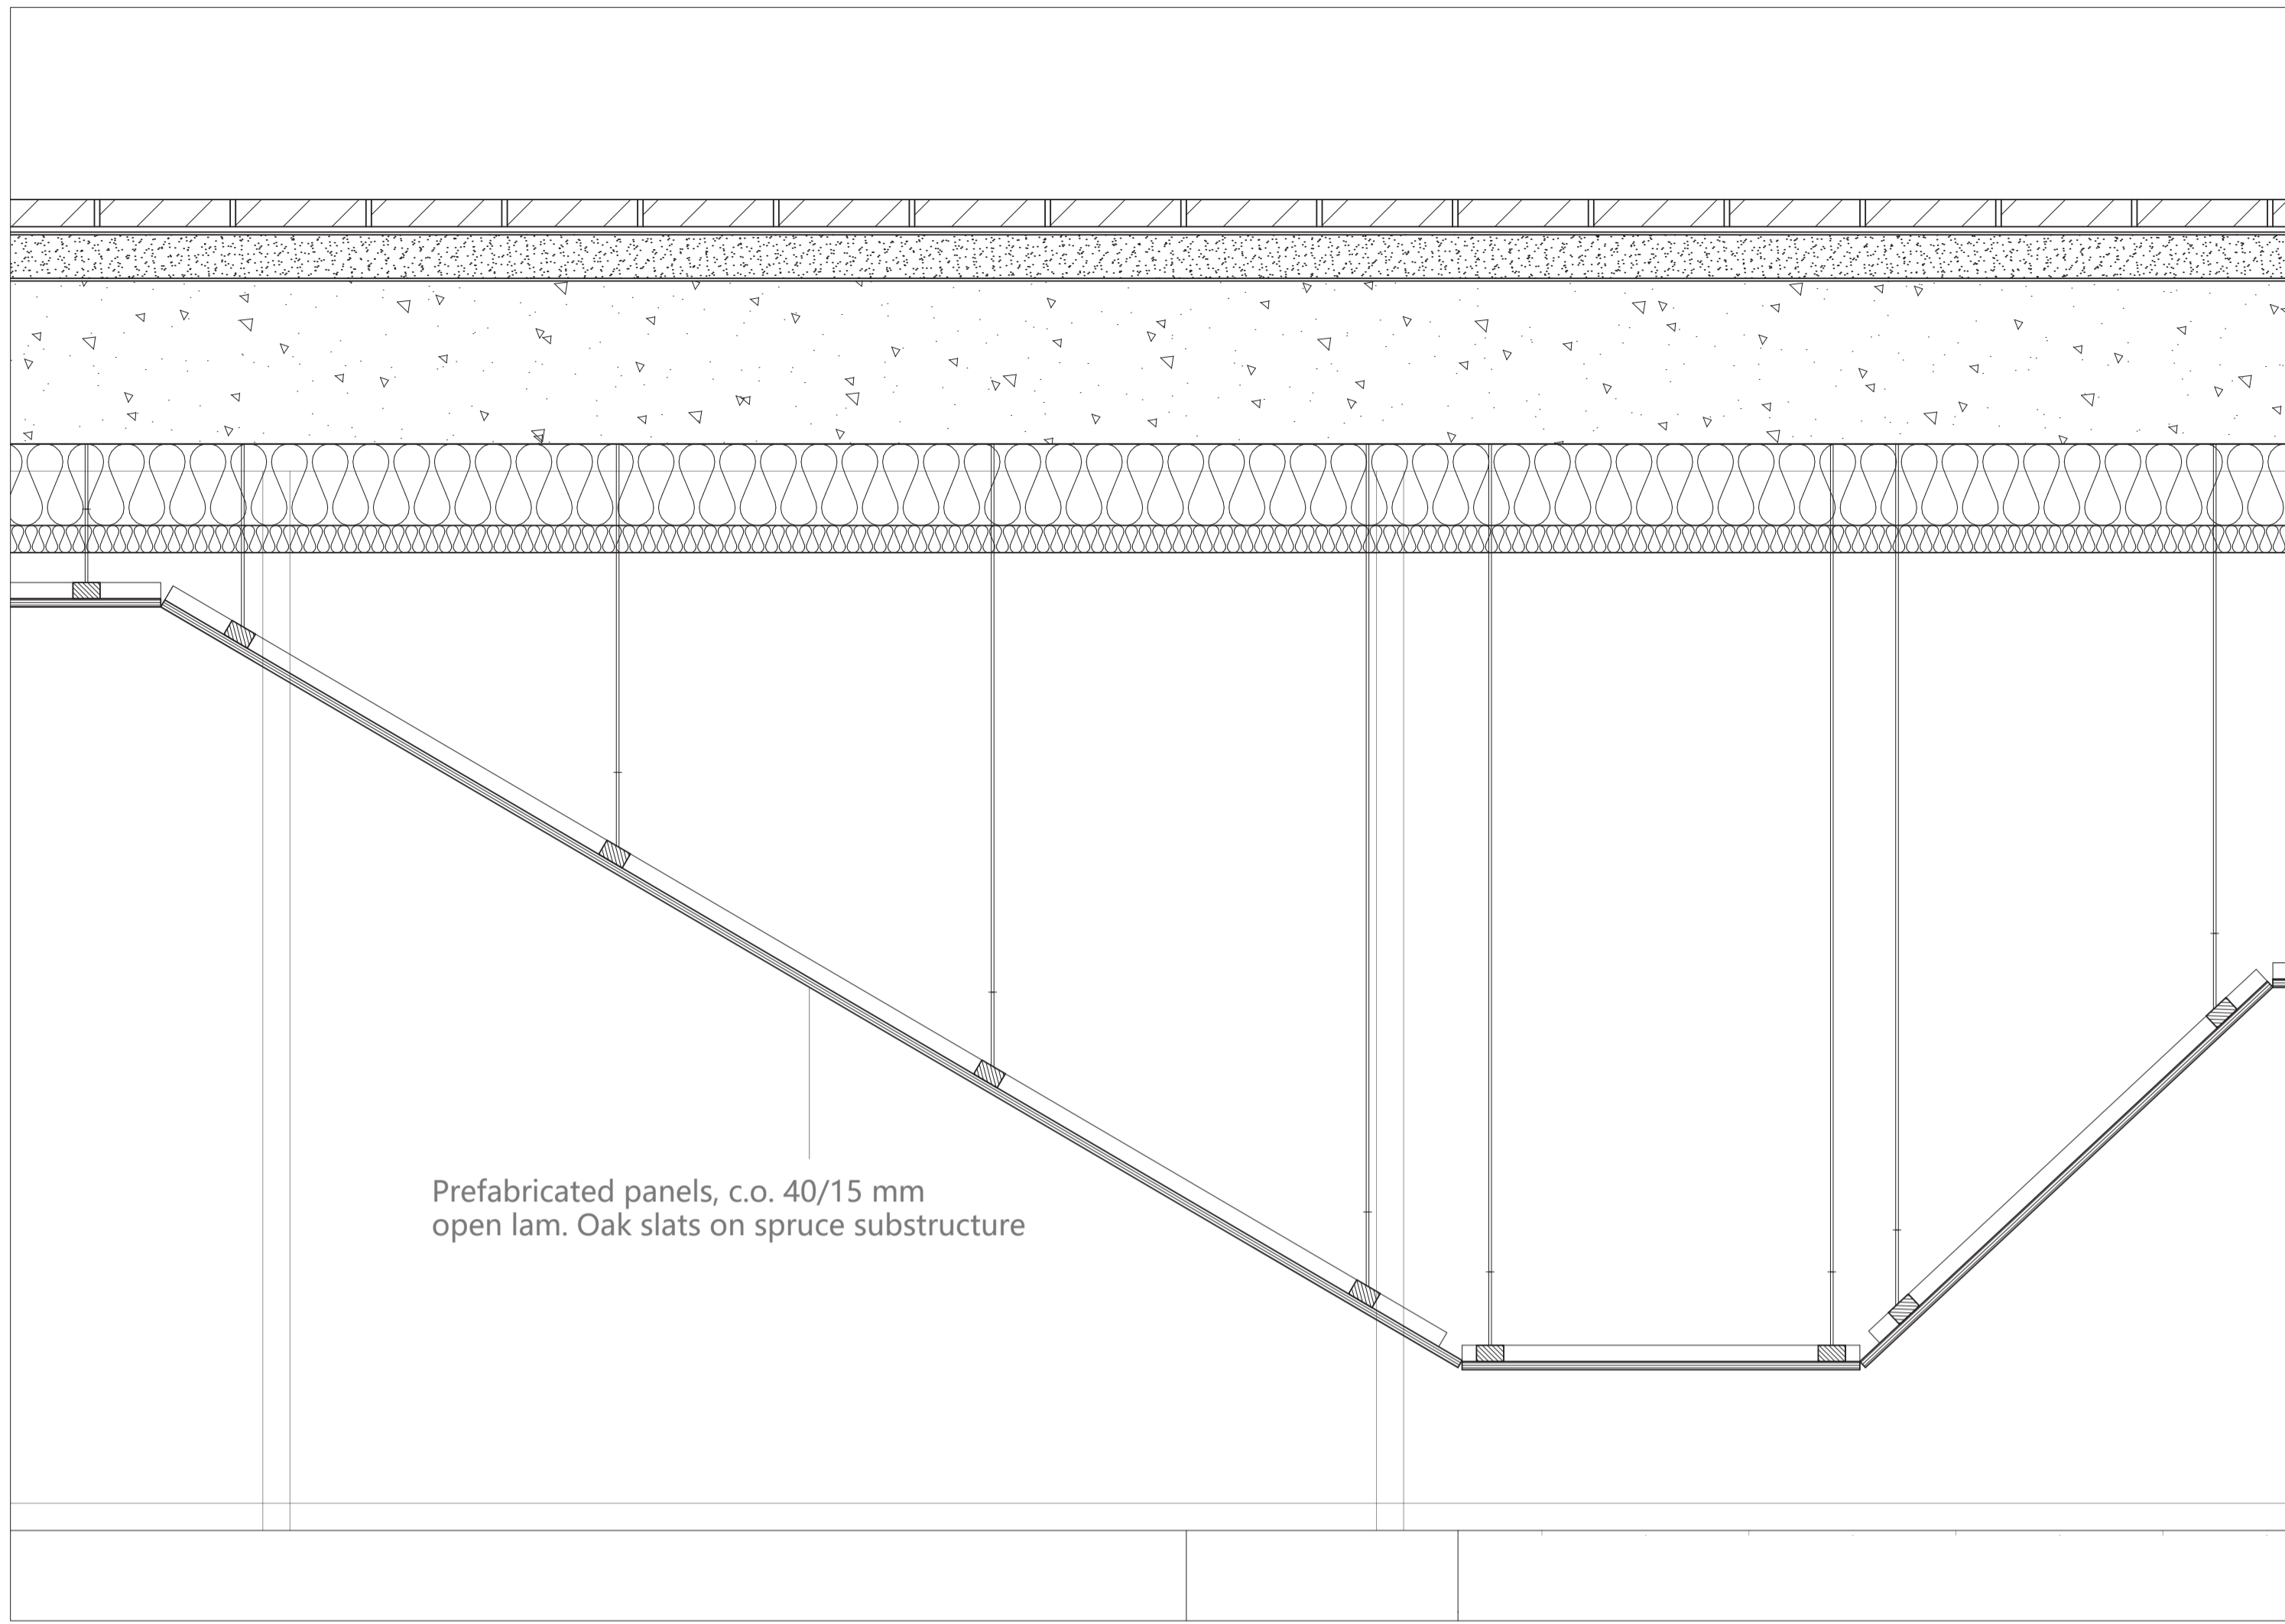 Prefabricated panels, c.o. 40/15 mm
open lam. Oak slats on spruce substructure